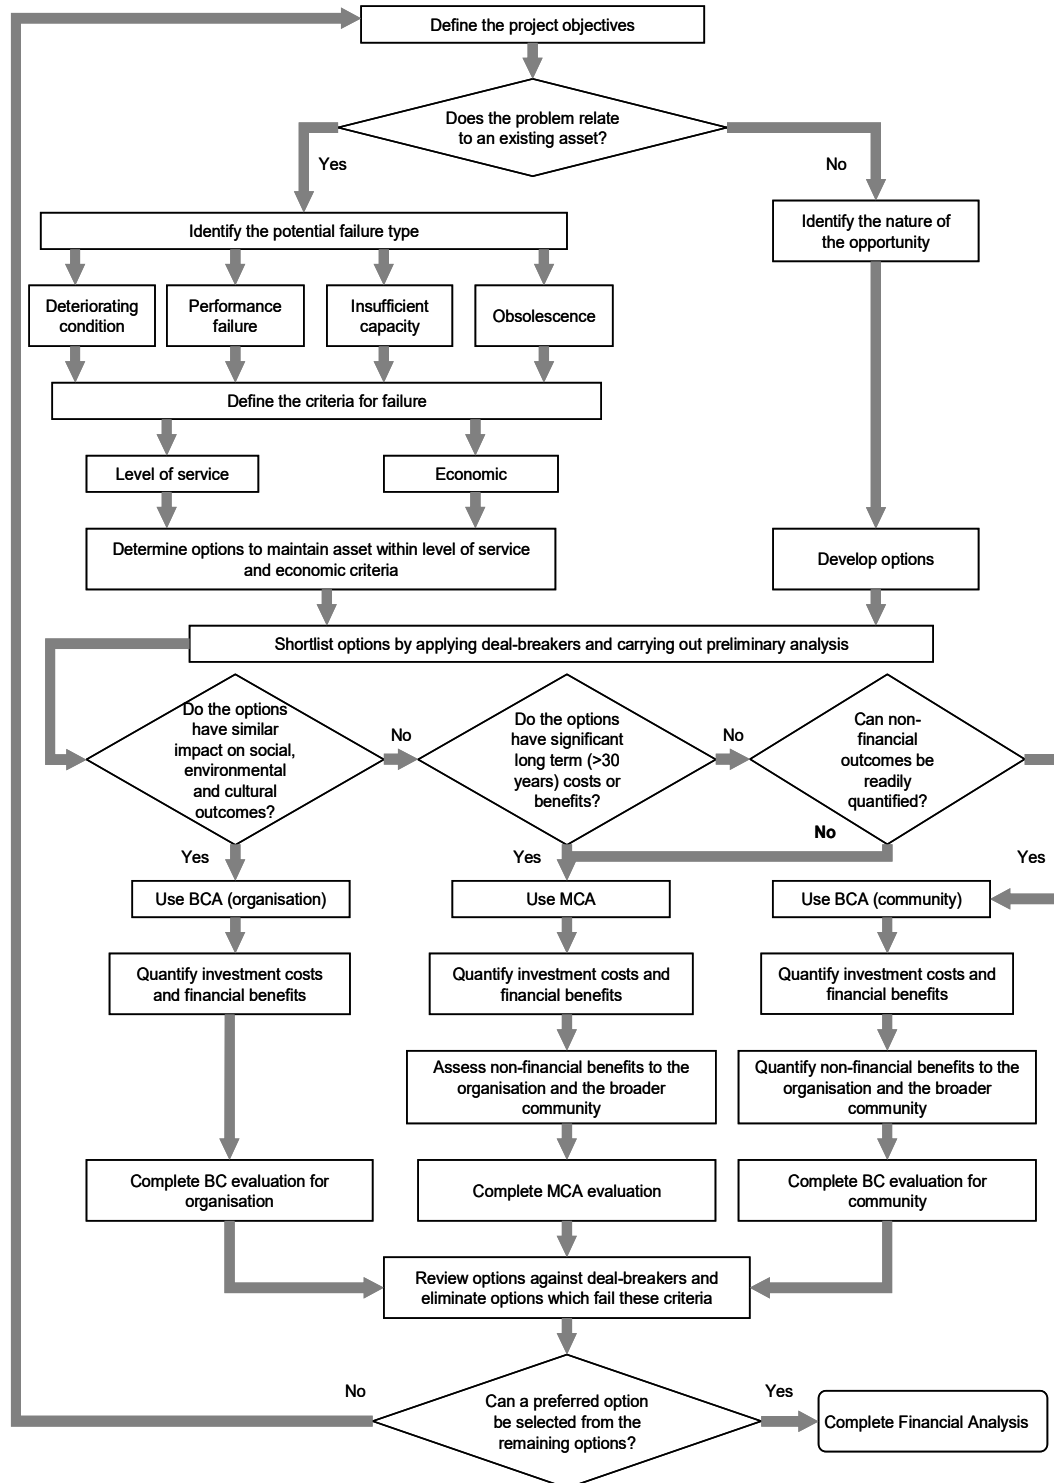 Define the project objectives
Does the problem relate
to an existing asset?
Yes
No
Identify the potential failure type
Identify the nature of
the opportunity
Deteriorating
condition
Performance
failure
Insufficient
capacity
Obsolescence
Define the criteria for failure
Level of service
Economic
Determine options to maintain asset within level of service
and economic criteria
Develop options
Shortlist options by applying deal-breakers and carrying out preliminary analysis
Do the options
have similar
impact on social,
environmental
and cultural
outcomes?
No
Do the options
have significant
long term (>30
years) costs or
benefits?
No
Can non-
financial
outcomes be
readily
quantified?
No
Yes
Yes
Yes
Use BCA (organisation)
Use MCA
Use BCA (community)
Quantify investment costs
and financial benefits
Quantify investment costs and
financial benefits
Quantify investment costs and
financial benefits
Assess non-financial benefits to the
organisation and the broader
community
Quantify non-financial benefits to the
organisation and the broader
community
Complete BC evaluation for
organisation
Complete MCA evaluation
Complete BC evaluation for
community
Review options against deal-breakers and
eliminate options which fail these criteria
No
Can a preferred option
be selected from the
remaining options?
Yes
Complete Financial Analysis